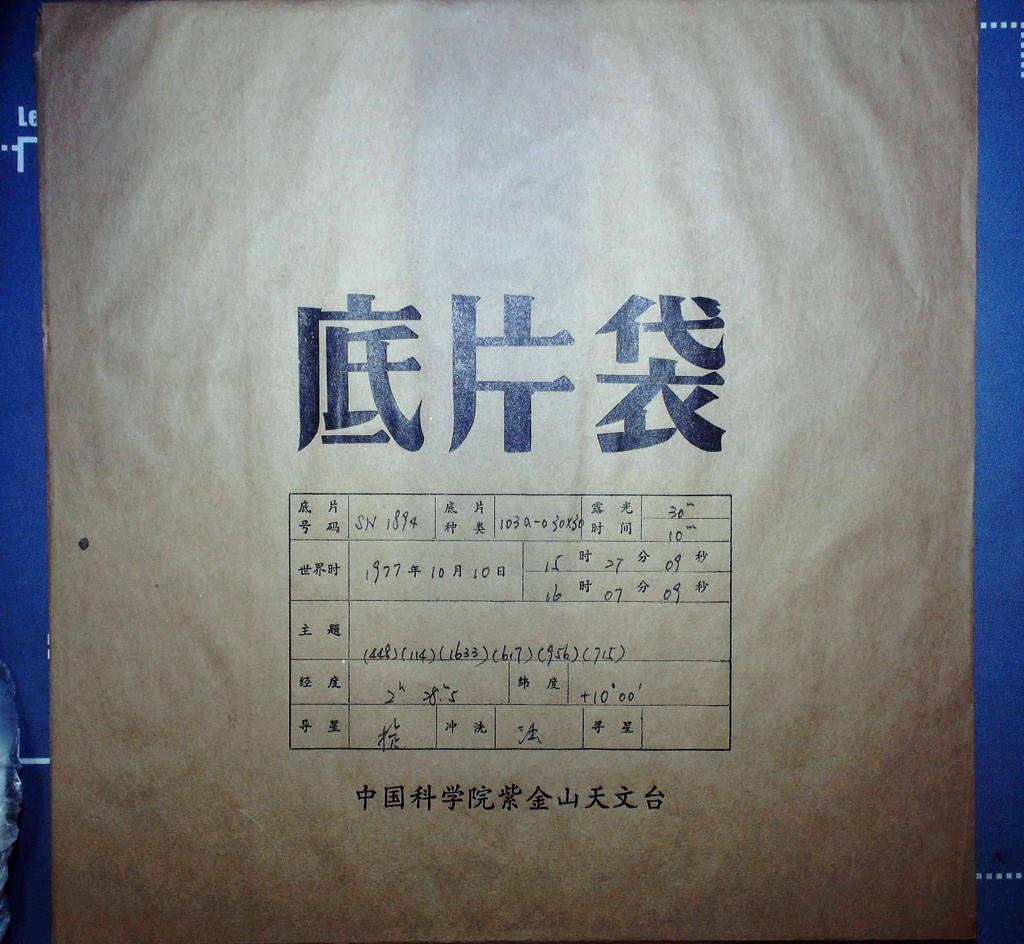 Le
底片袋
底片号码 SN 1894 底片种类 103a-0 30x30 露光时间 30m
10m
世界时 1977年10月10日 15时27分09秒
16时07分09秒
主题 (448)(114)(1633)(617)(956)(715)
经度 2h 28m.5 纬度 +10°00'
导星 冲洗 寻星
中国科学院紫金山天文台